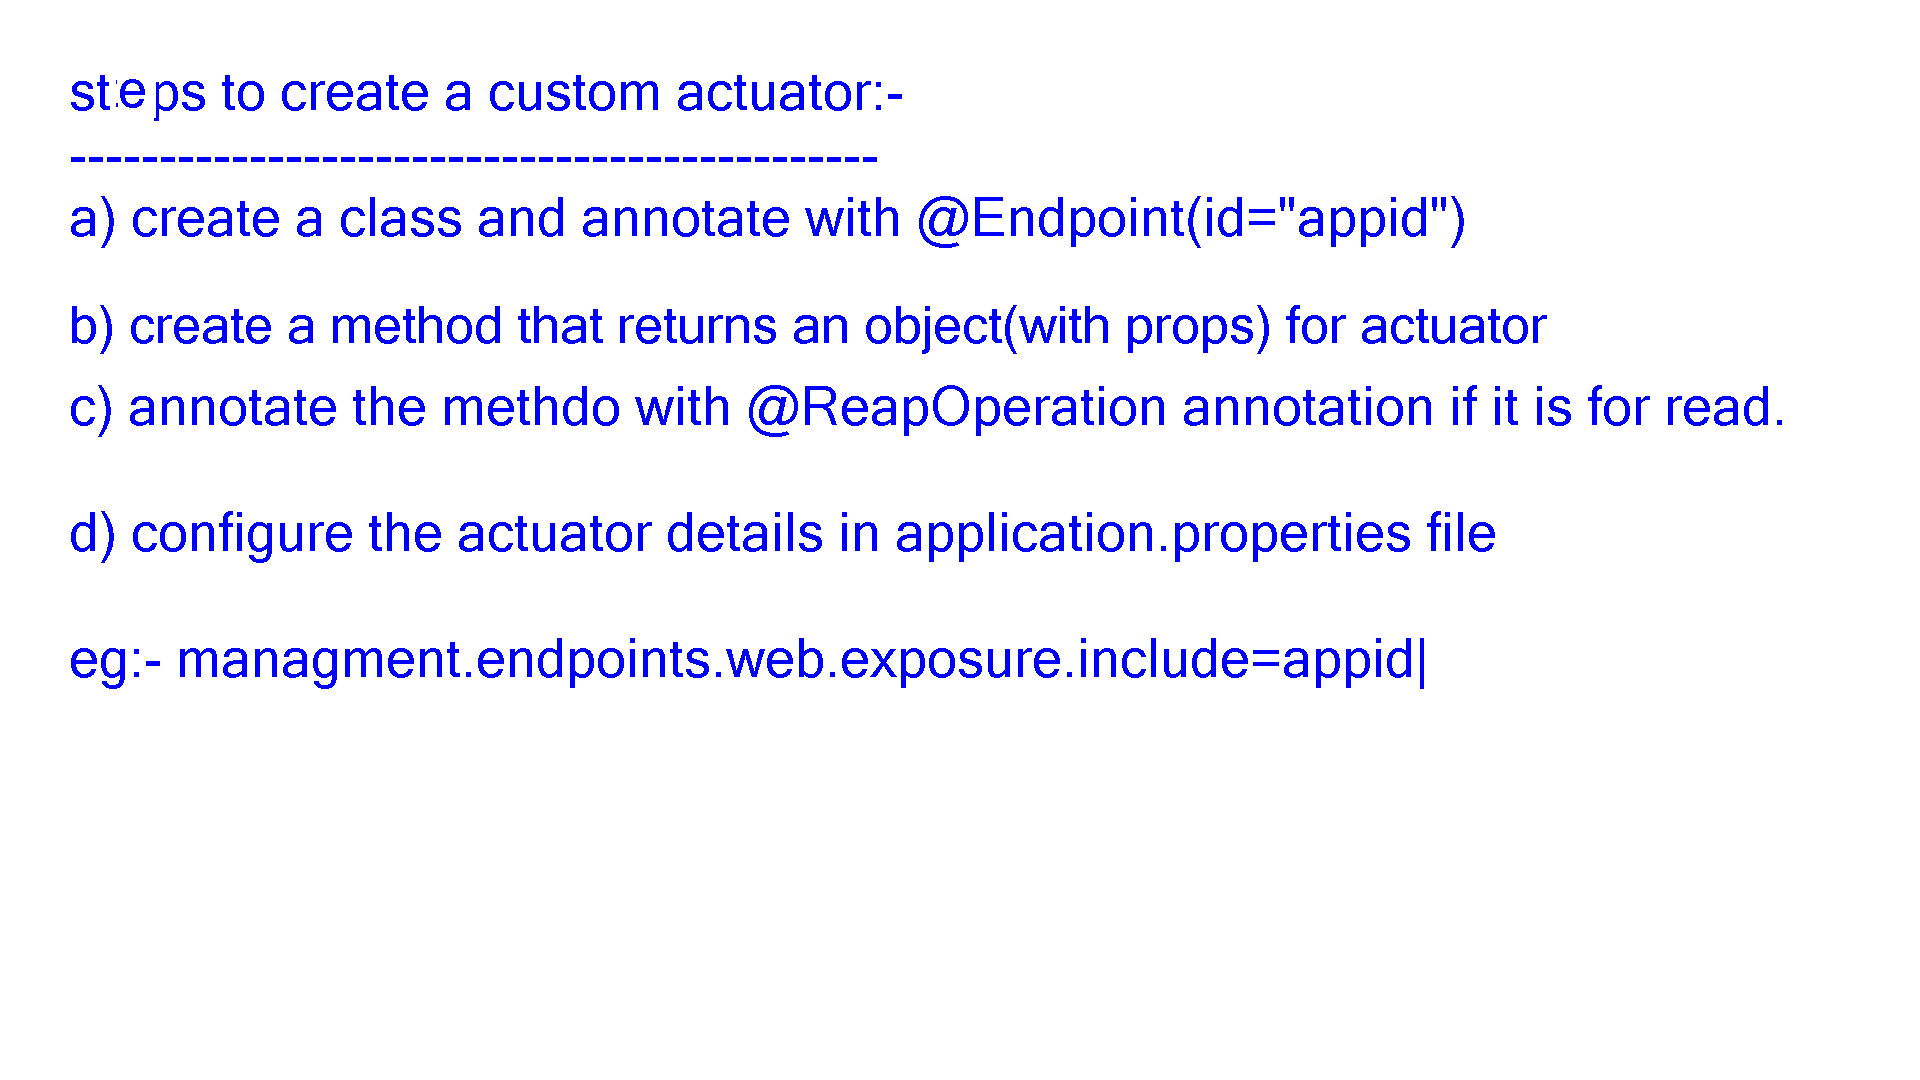 steps to create a custom actuator:-
---------------------------------------------
a) create a class and annotate with @Endpoint(id="appid")
b) create a method that returns an object(with props) for actuator
c) annotate the methdo with @ReapOperation annotation if it is for read.
d) configure the actuator details in application.properties file
eg:- managment.endpoints.web.exposure.include=appid